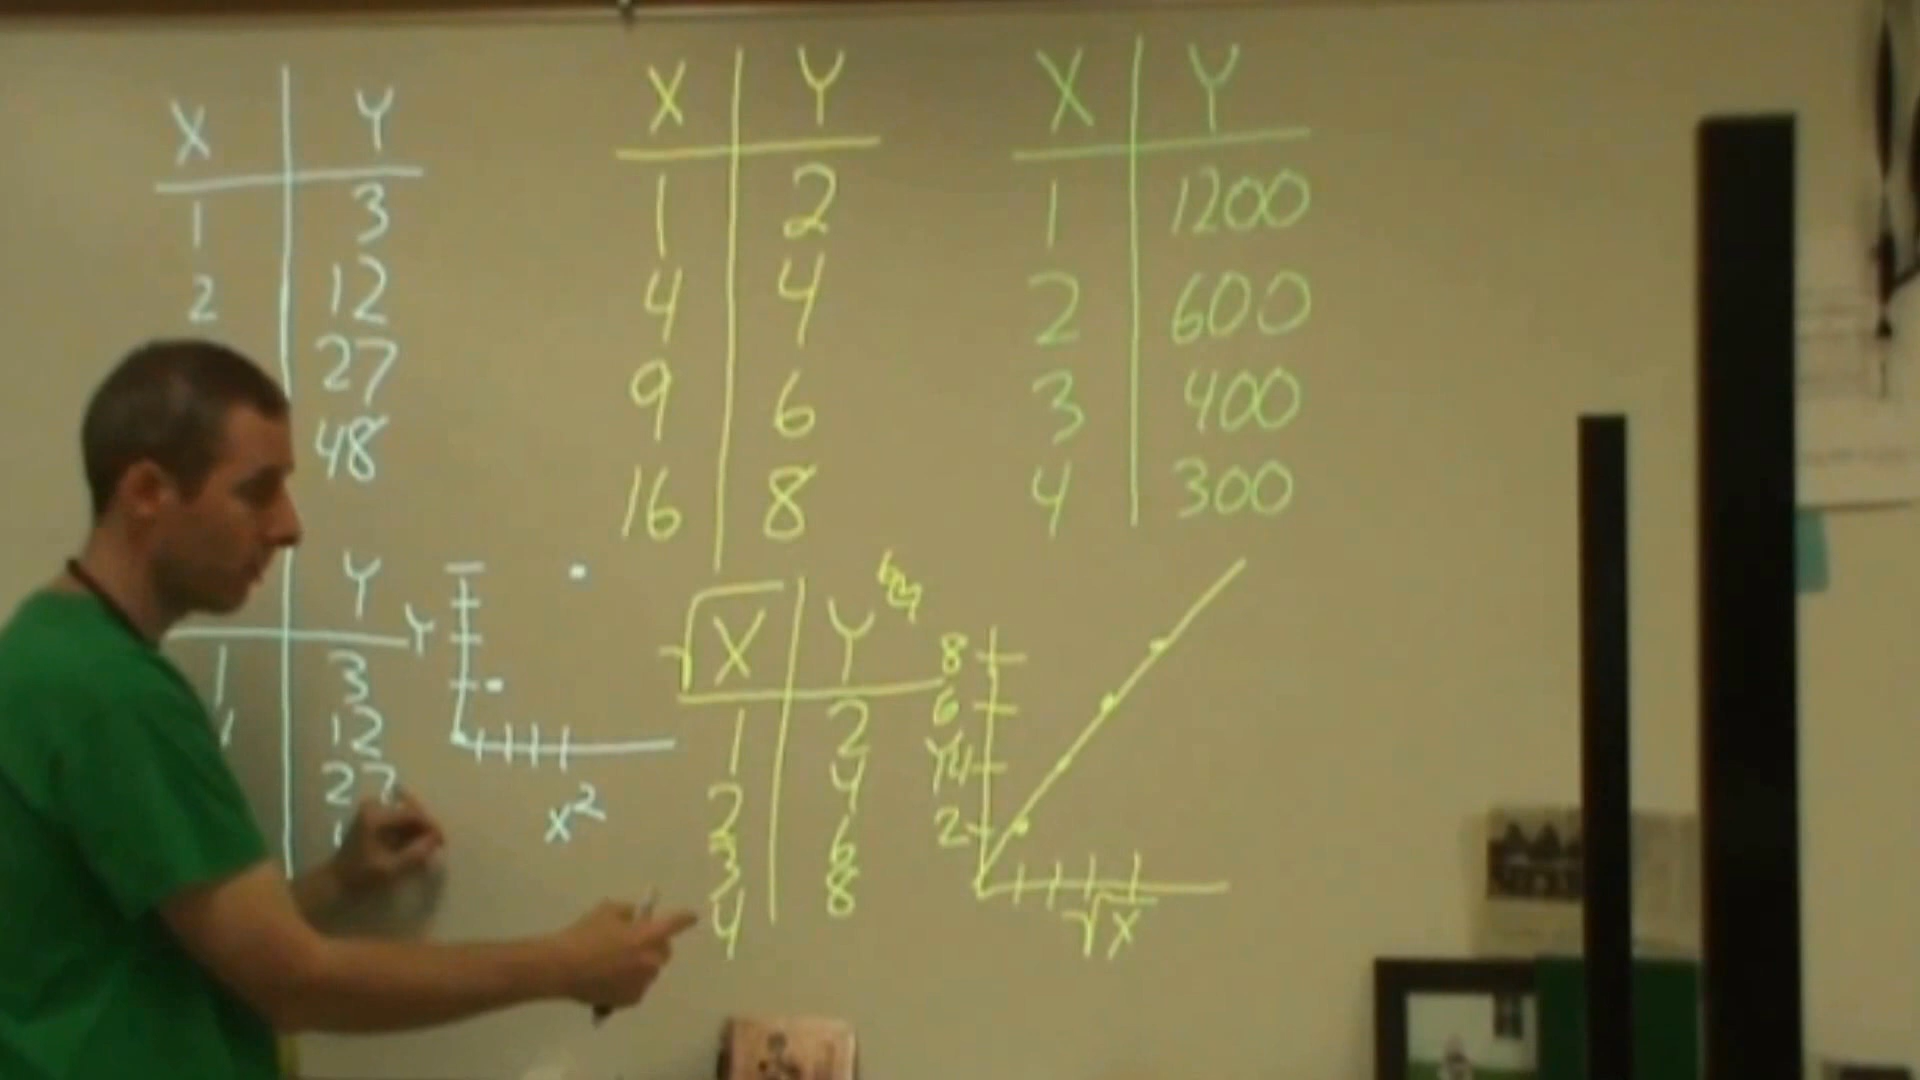 X Y
1 3
2 12
27
48
Y
1 3
4 12
27
Y
x²
X Y
1 2
4 4
9 6
16 8
√X Y
1 2
2 4
3 6
4 8
8
6
Y 4
2
√X
X Y
1 1200
2 600
3 400
4 300